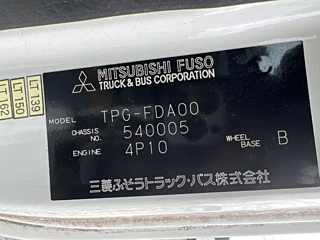 MITSUBISHI FUSO
TRUCK & BUS CORPORATION
MODEL TPG-FDA00
CHASSIS NO. 540005
ENGINE 4P10
WHEEL BASE B
三菱ふそうトラック・バス株式会社
LT139
LT150
LT162